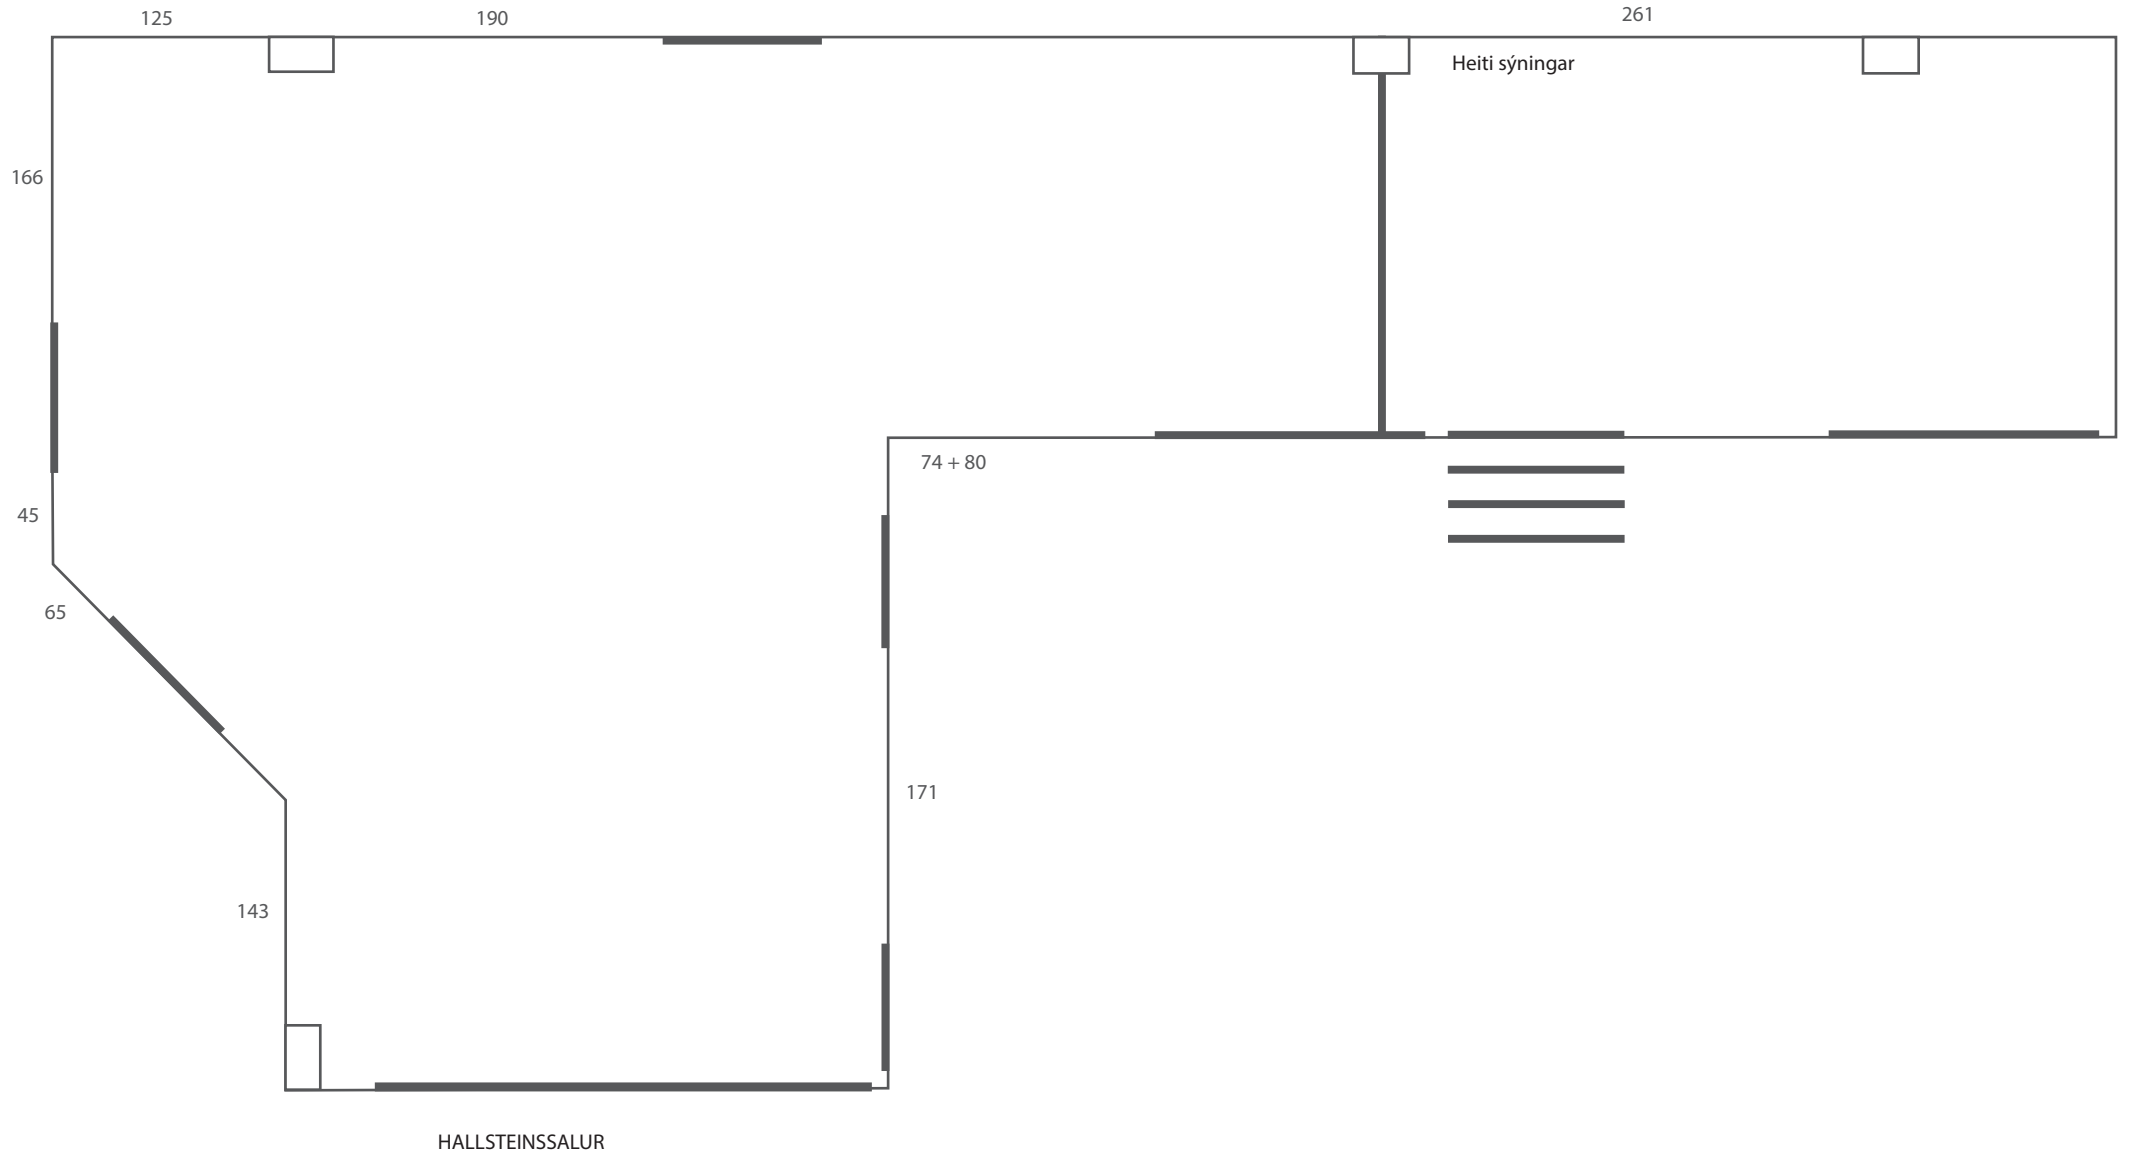 125
190
261
Heiti sýningar
166
74 + 80
45
65
171
143
HALLSTEINSSALUR